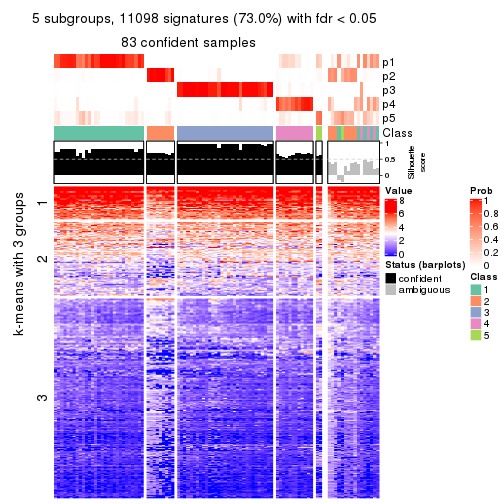 5 subgroups, 11098 signatures (73.0%) with fdr < 0.05
83 confident samples
p1
p2
p3
p4
p5
Class
1
0.5
0
Silhouette
score
k-means with 3 groups
1
2
3
Value
8
6
4
2
0
Status (barplots)
confident
ambiguous
Prob
1
0.8
0.6
0.4
0.2
0
Class
1
2
3
4
5